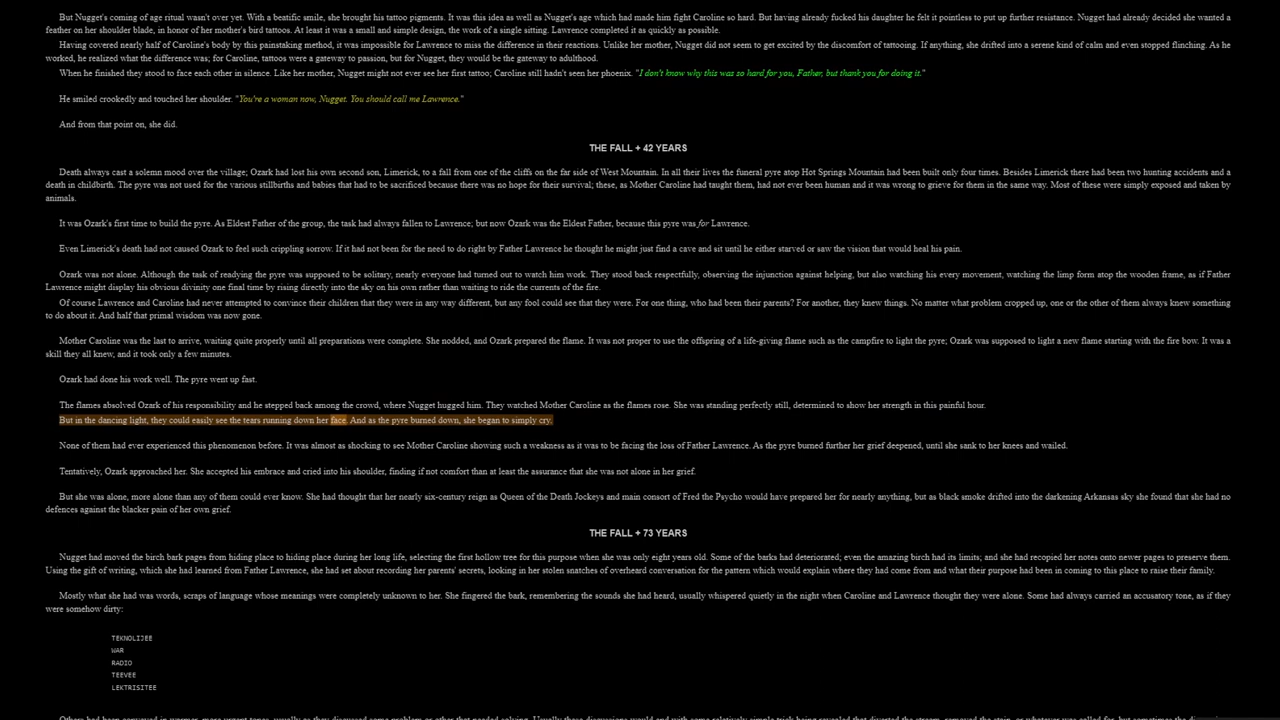 But Nugget's coming of age ritual wasn't over yet. With a beatific smile, she brought his tattoo pigments. It was this idea as well as Nugget's age which had made him fight Caroline so hard. But having already fucked his daughter he felt it pointless to put up further resistance. Nugget had already decided she wanted a
feather on her shoulder blade, in honor of her mother's bird tattoos. At least it was a small and simple design, the work of a single sitting. Lawrence completed it as quickly as possible.
Having covered nearly half of Caroline's body by this painstaking method, it was impossible for Lawrence to miss the difference in their reactions. Unlike her mother, Nugget did not seem to get excited by the discomfort of tattooing. If anything, she drifted into a serene kind of calm and even stopped flinching. As he
worked, he realized what the difference was; for Caroline, tattoos were a gateway to passion, but for Nugget, they would be the gateway to adulthood.
When he finished they stood to face each other in silence. Like her mother, Nugget might not ever see her first tattoo; Caroline still hadn't seen her phoenix. "I don't know why this was so hard for you, Father, but thank you for doing it."
He smiled crookedly and touched her shoulder. "You're a woman now, Nugget. You should call me Lawrence."
And from that point on, she did.
THE FALL + 42 YEARS
Death always cast a solemn mood over the village; Ozark had lost his own second son, Limerick, to a fall from one of the cliffs on the far side of West Mountain. In all their lives the funeral pyre atop Hot Springs Mountain had been built only four times. Besides Limerick there had been two hunting accidents and a
death in childbirth. The pyre was not used for the various stillbirths and babies that had to be sacrificed because there was no hope for their survival; these, as Mother Caroline had taught them, had not ever been human and it was wrong to grieve for them in the same way. Most of these were simply exposed and taken by
animals.
It was Ozark's first time to build the pyre. As Eldest Father of the group, the task had always fallen to Lawrence; but now Ozark was the Eldest Father, because this pyre was for Lawrence.
Even Limerick's death had not caused Ozark to feel such crippling sorrow. If it had not been for the need to do right by Father Lawrence he thought he might just find a cave and sit until he either starved or saw the vision that would heal his pain.
Ozark was not alone. Although the task of readying the pyre was supposed to be solitary, nearly everyone had turned out to watch him work. They stood back respectfully, observing the injunction against helping, but also watching his every movement, watching the limp form atop the wooden frame, as if Father
Lawrence might display his obvious divinity one final time by rising directly into the sky on his own rather than waiting to ride the currents of the fire.
Of course Lawrence and Caroline had never attempted to convince their children that they were in any way different, but any fool could see that they were. For one thing, who had been their parents? For another, they knew things. No matter what problem cropped up, one or the other of them always knew something
to do about it. And half that primal wisdom was now gone.
Mother Caroline was the last to arrive, waiting quite properly until all preparations were complete. She nodded, and Ozark prepared the flame. It was not proper to use the offspring of a life-giving flame such as the campfire to light the pyre; Ozark was supposed to light a new flame starting with the fire bow. It was a
skill they all knew, and it took only a few minutes.
Ozark had done his work well. The pyre went up fast.
The flames absolved Ozark of his responsibility and he stepped back among the crowd, where Nugget hugged him. They watched Mother Caroline as the flames rose. She was standing perfectly still, determined to show her strength in this painful hour.
But in the dancing light, they could easily see the tears running down her face. And as the pyre burned down, she began to simply cry.
None of them had ever experienced this phenomenon before. It was almost as shocking to see Mother Caroline showing such a weakness as it was to be facing the loss of Father Lawrence. As the pyre burned further her grief deepened, until she sank to her knees and wailed.
Tentatively, Ozark approached her. She accepted his embrace and cried into his shoulder, finding if not comfort than at least the assurance that she was not alone in her grief.
But she was alone, more alone than any of them could ever know. She had thought that her nearly six-century reign as Queen of the Death Jockeys and main consort of Fred the Psycho would have prepared her for nearly anything, but as black smoke drifted into the darkening Arkansas sky she found that she had no
defences against the blacker pain of her own grief.
THE FALL + 73 YEARS
Nugget had moved the birch bark pages from hiding place to hiding place during her long life, selecting the first hollow tree for this purpose when she was only eight years old. Some of the barks had deteriorated; even the amazing birch had its limits; and she had recopied her notes onto newer pages to preserve them.
Using the gift of writing, which she had learned from Father Lawrence, she had set about recording her parents' secrets, looking in her stolen snatches of overheard conversation for the pattern which would explain where they had come from and what their purpose had been in coming to this place to raise their family.
Mostly what she had was words, scraps of language whose meanings were completely unknown to her. She fingered the bark, remembering the sounds she had heard, usually whispered quietly in the night when Caroline and Lawrence thought they were alone. Some had always carried an accusatory tone, as if they
were somehow dirty:
TEKNOLIJEE
WAR
RADIO
TEEVEE
LEKTRISITEE